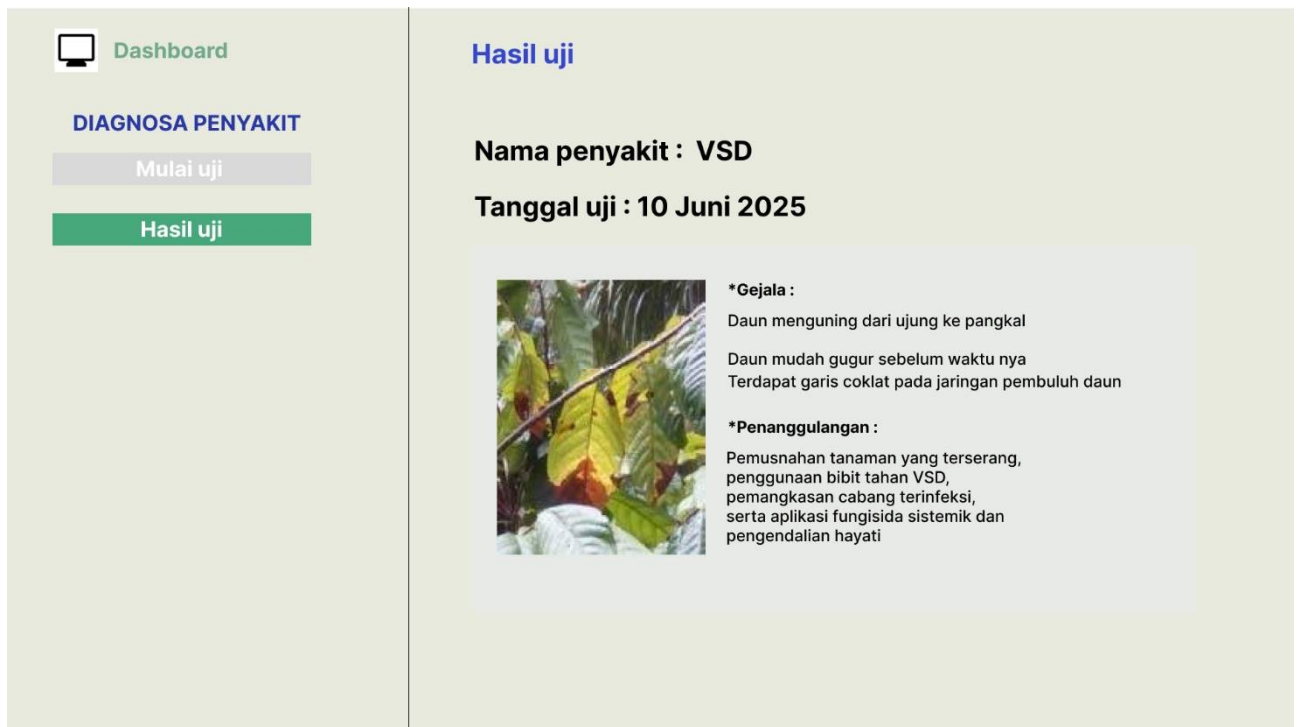 Dashboard
DIAGNOSA PENYAKIT
Mulai uji
Hasil uji
Hasil uji
Nama penyakit : VSD
Tanggal uji : 10 Juni 2025
*Gejala :
Daun menguning dari ujung ke pangkal
Daun mudah gugur sebelum waktu nya
Terdapat garis coklat pada jaringan pembuluh daun
*Penanggulangan :
Pemusnahan tanaman yang terserang,
penggunaan bibit tahan VSD,
pemangkasan cabang terinfeksi,
serta aplikasi fungisida sistemik dan
pengendalian hayati